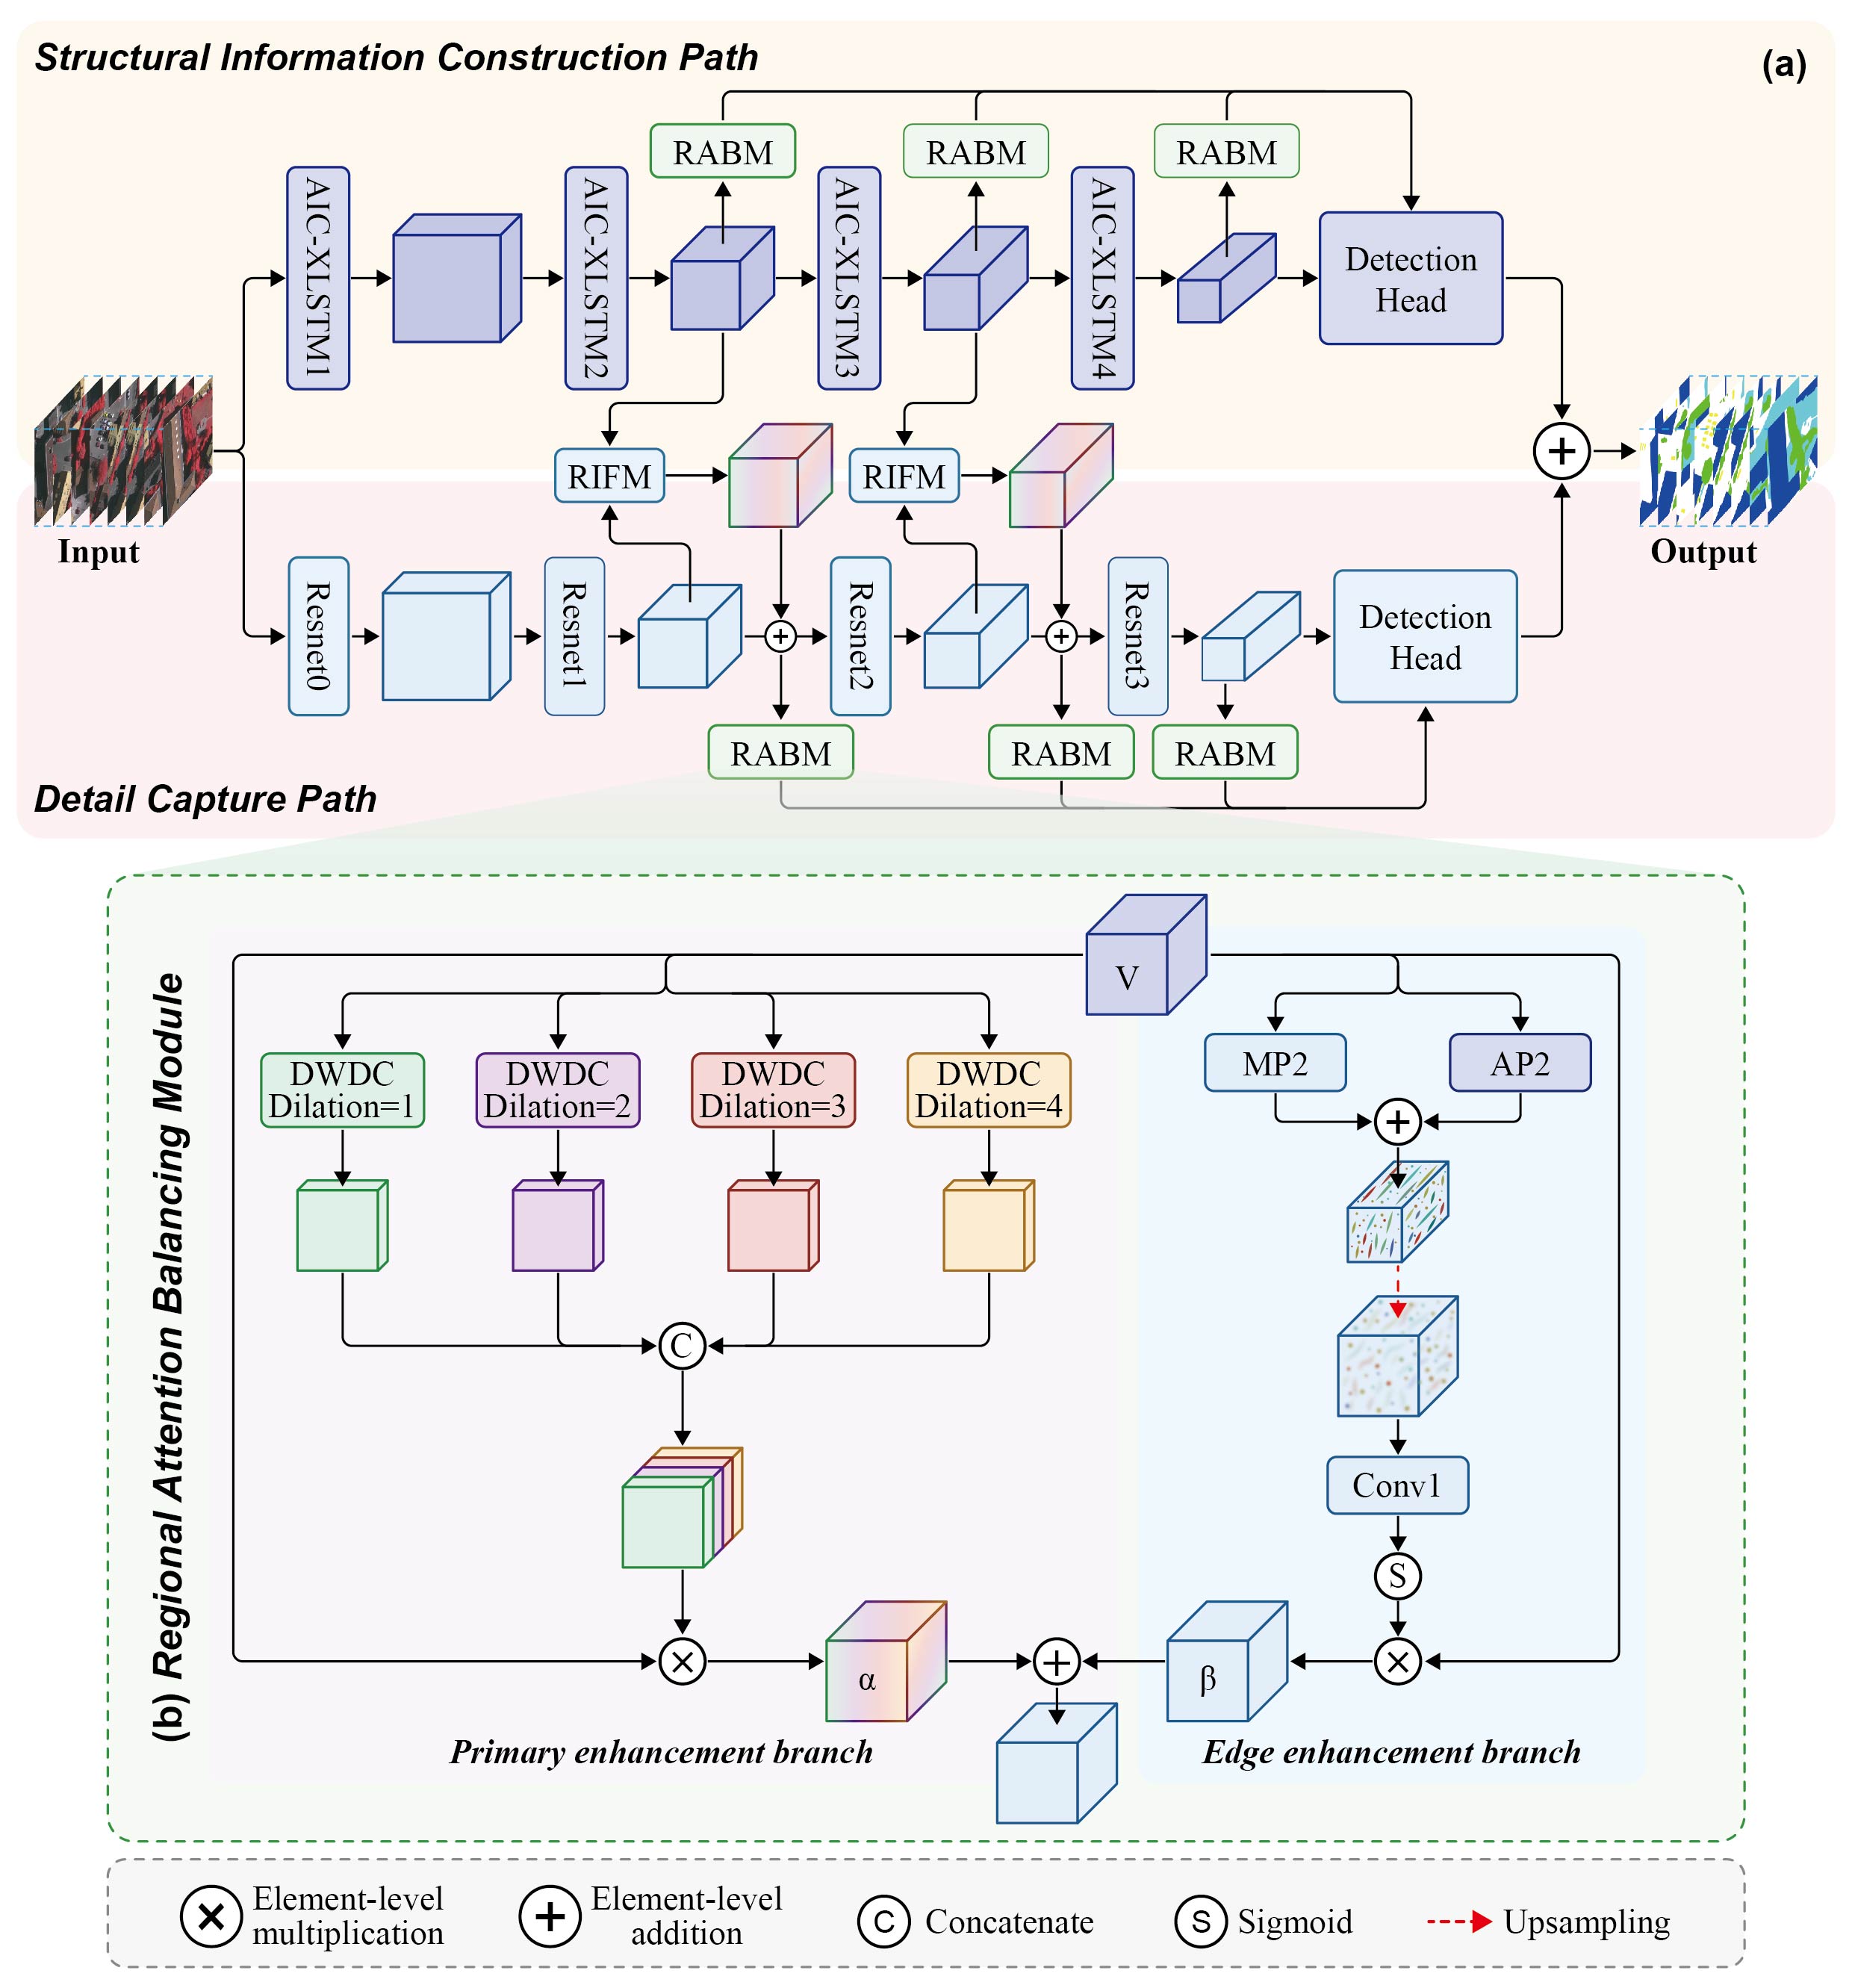 Structural Information Construction Path
(a)
RABM
RABM
RABM
AIC-XLSTM1
AIC-XLSTM2
AIC-XLSTM3
AIC-XLSTM4
Detection
Head
RIFM
RIFM
+
Input
Output
Resnet0
Resnet1
+
Resnet2
+
Resnet3
Detection
Head
RABM
RABM
RABM
Detail Capture Path
(b) Regional Attention Balancing Module
V
DWDC
Dilation=1
DWDC
Dilation=2
DWDC
Dilation=3
DWDC
Dilation=4
MP2
AP2
+
C
Conv1
S
×
α
+
β
×
Primary enhancement branch
Edge enhancement branch
× Element-level
multiplication
+ Element-level
addition
C Concatenate
S Sigmoid
Upsampling